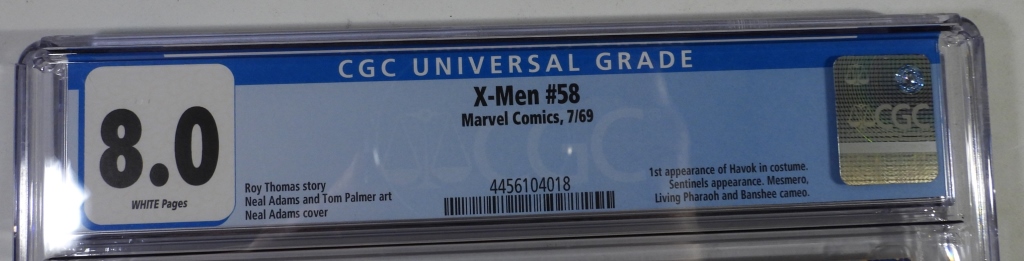 CGC UNIVERSAL GRADE
8.0
WHITE Pages
X-Men #58
Marvel Comics, 7/69
Roy Thomas story
Neal Adams and Tom Palmer art
Neal Adams cover
4456104018
1st appearance of Havok in costume.
Sentinels appearance. Mesmero,
Living Pharaoh and Banshee cameo.
CGC
CGC